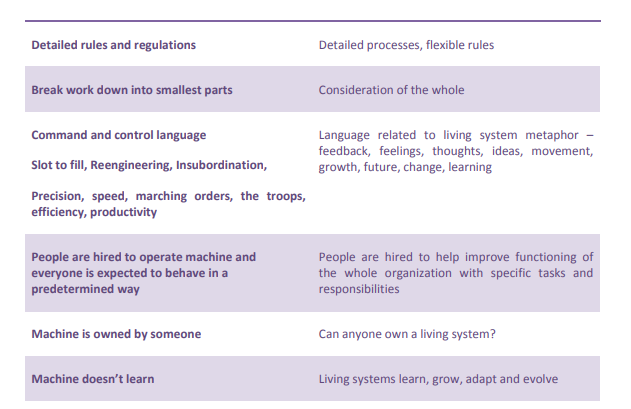 Detailed rules and regulations
Detailed processes, flexible rules
Break work down into smallest parts
Consideration of the whole
Command and control language
Slot to fill, Reengineering, Insubordination,
Precision, speed, marching orders, the troops,
efficiency, productivity
Language related to living system metaphor –
feedback, feelings, thoughts, ideas, movement,
growth, future, change, learning
People are hired to operate machine and
everyone is expected to behave in a
predetermined way
People are hired to help improve functioning of
the whole organization with specific tasks and
responsibilities
Machine is owned by someone
Can anyone own a living system?
Machine doesn’t learn
Living systems learn, grow, adapt and evolve